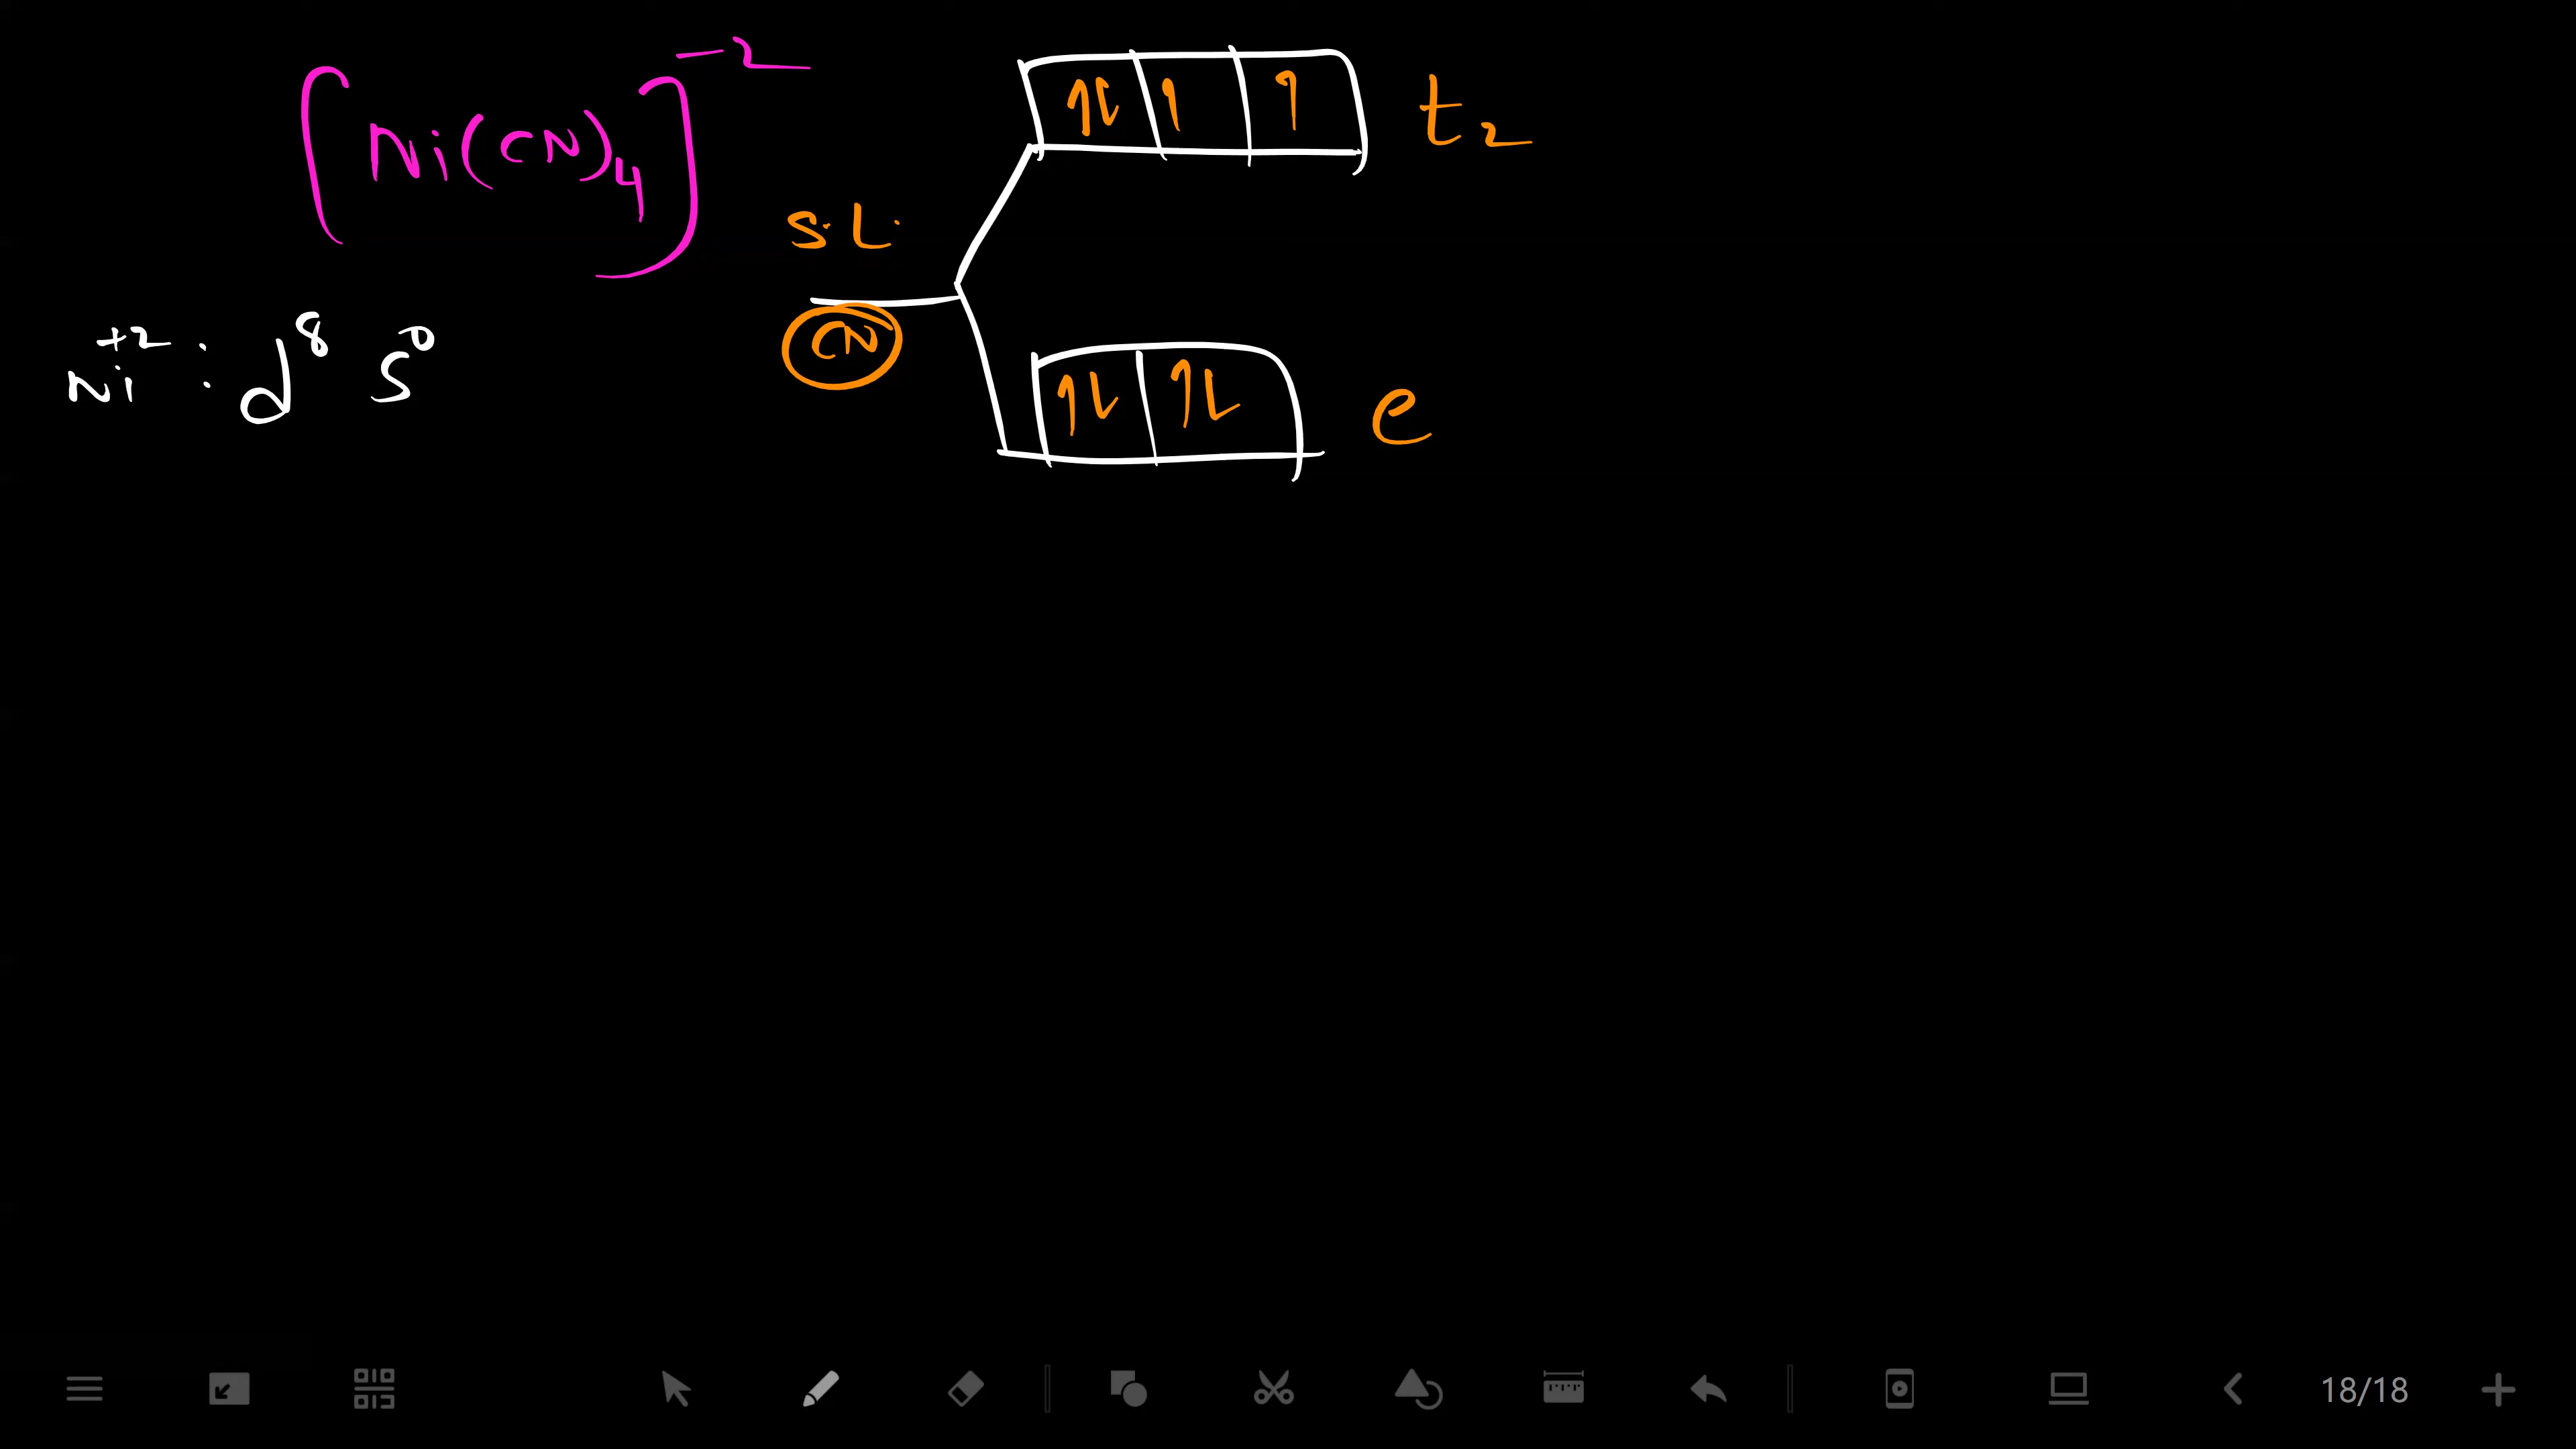 [Ni(CN)₄]⁻²
S.L.
CN
Ni⁺² : d⁸ s⁰
⥮ ↿ ↿ t₂
⥮ ⥮ e
18/18